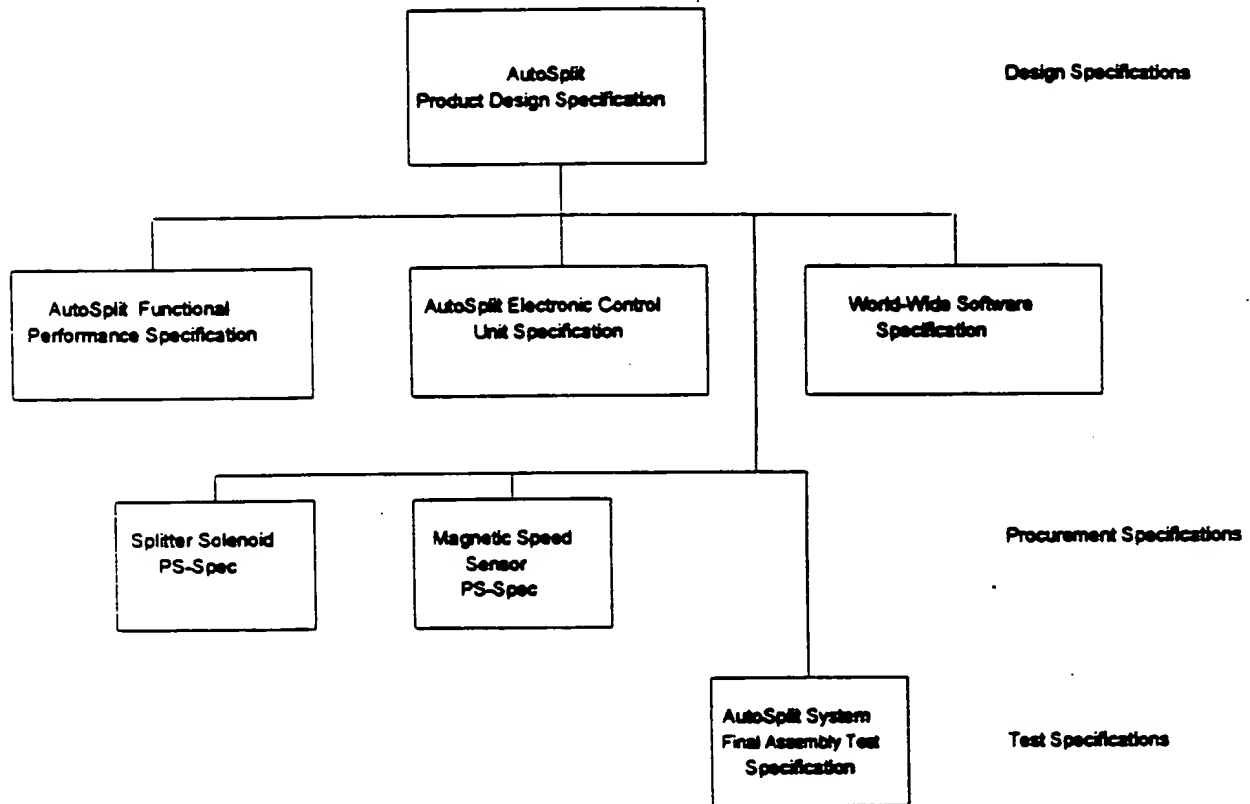 AutoSplit
Product Design Specification
Design Specifications
AutoSplit Functional
Performance Specification
AutoSplit Electronic Control
Unit Specification
World-Wide Software
Specification
Splitter Solenoid
PS-Spec
Magnetic Speed
Sensor
PS-Spec
Procurement Specifications
AutoSplit System
Final Assembly Test
Specification
Test Specifications